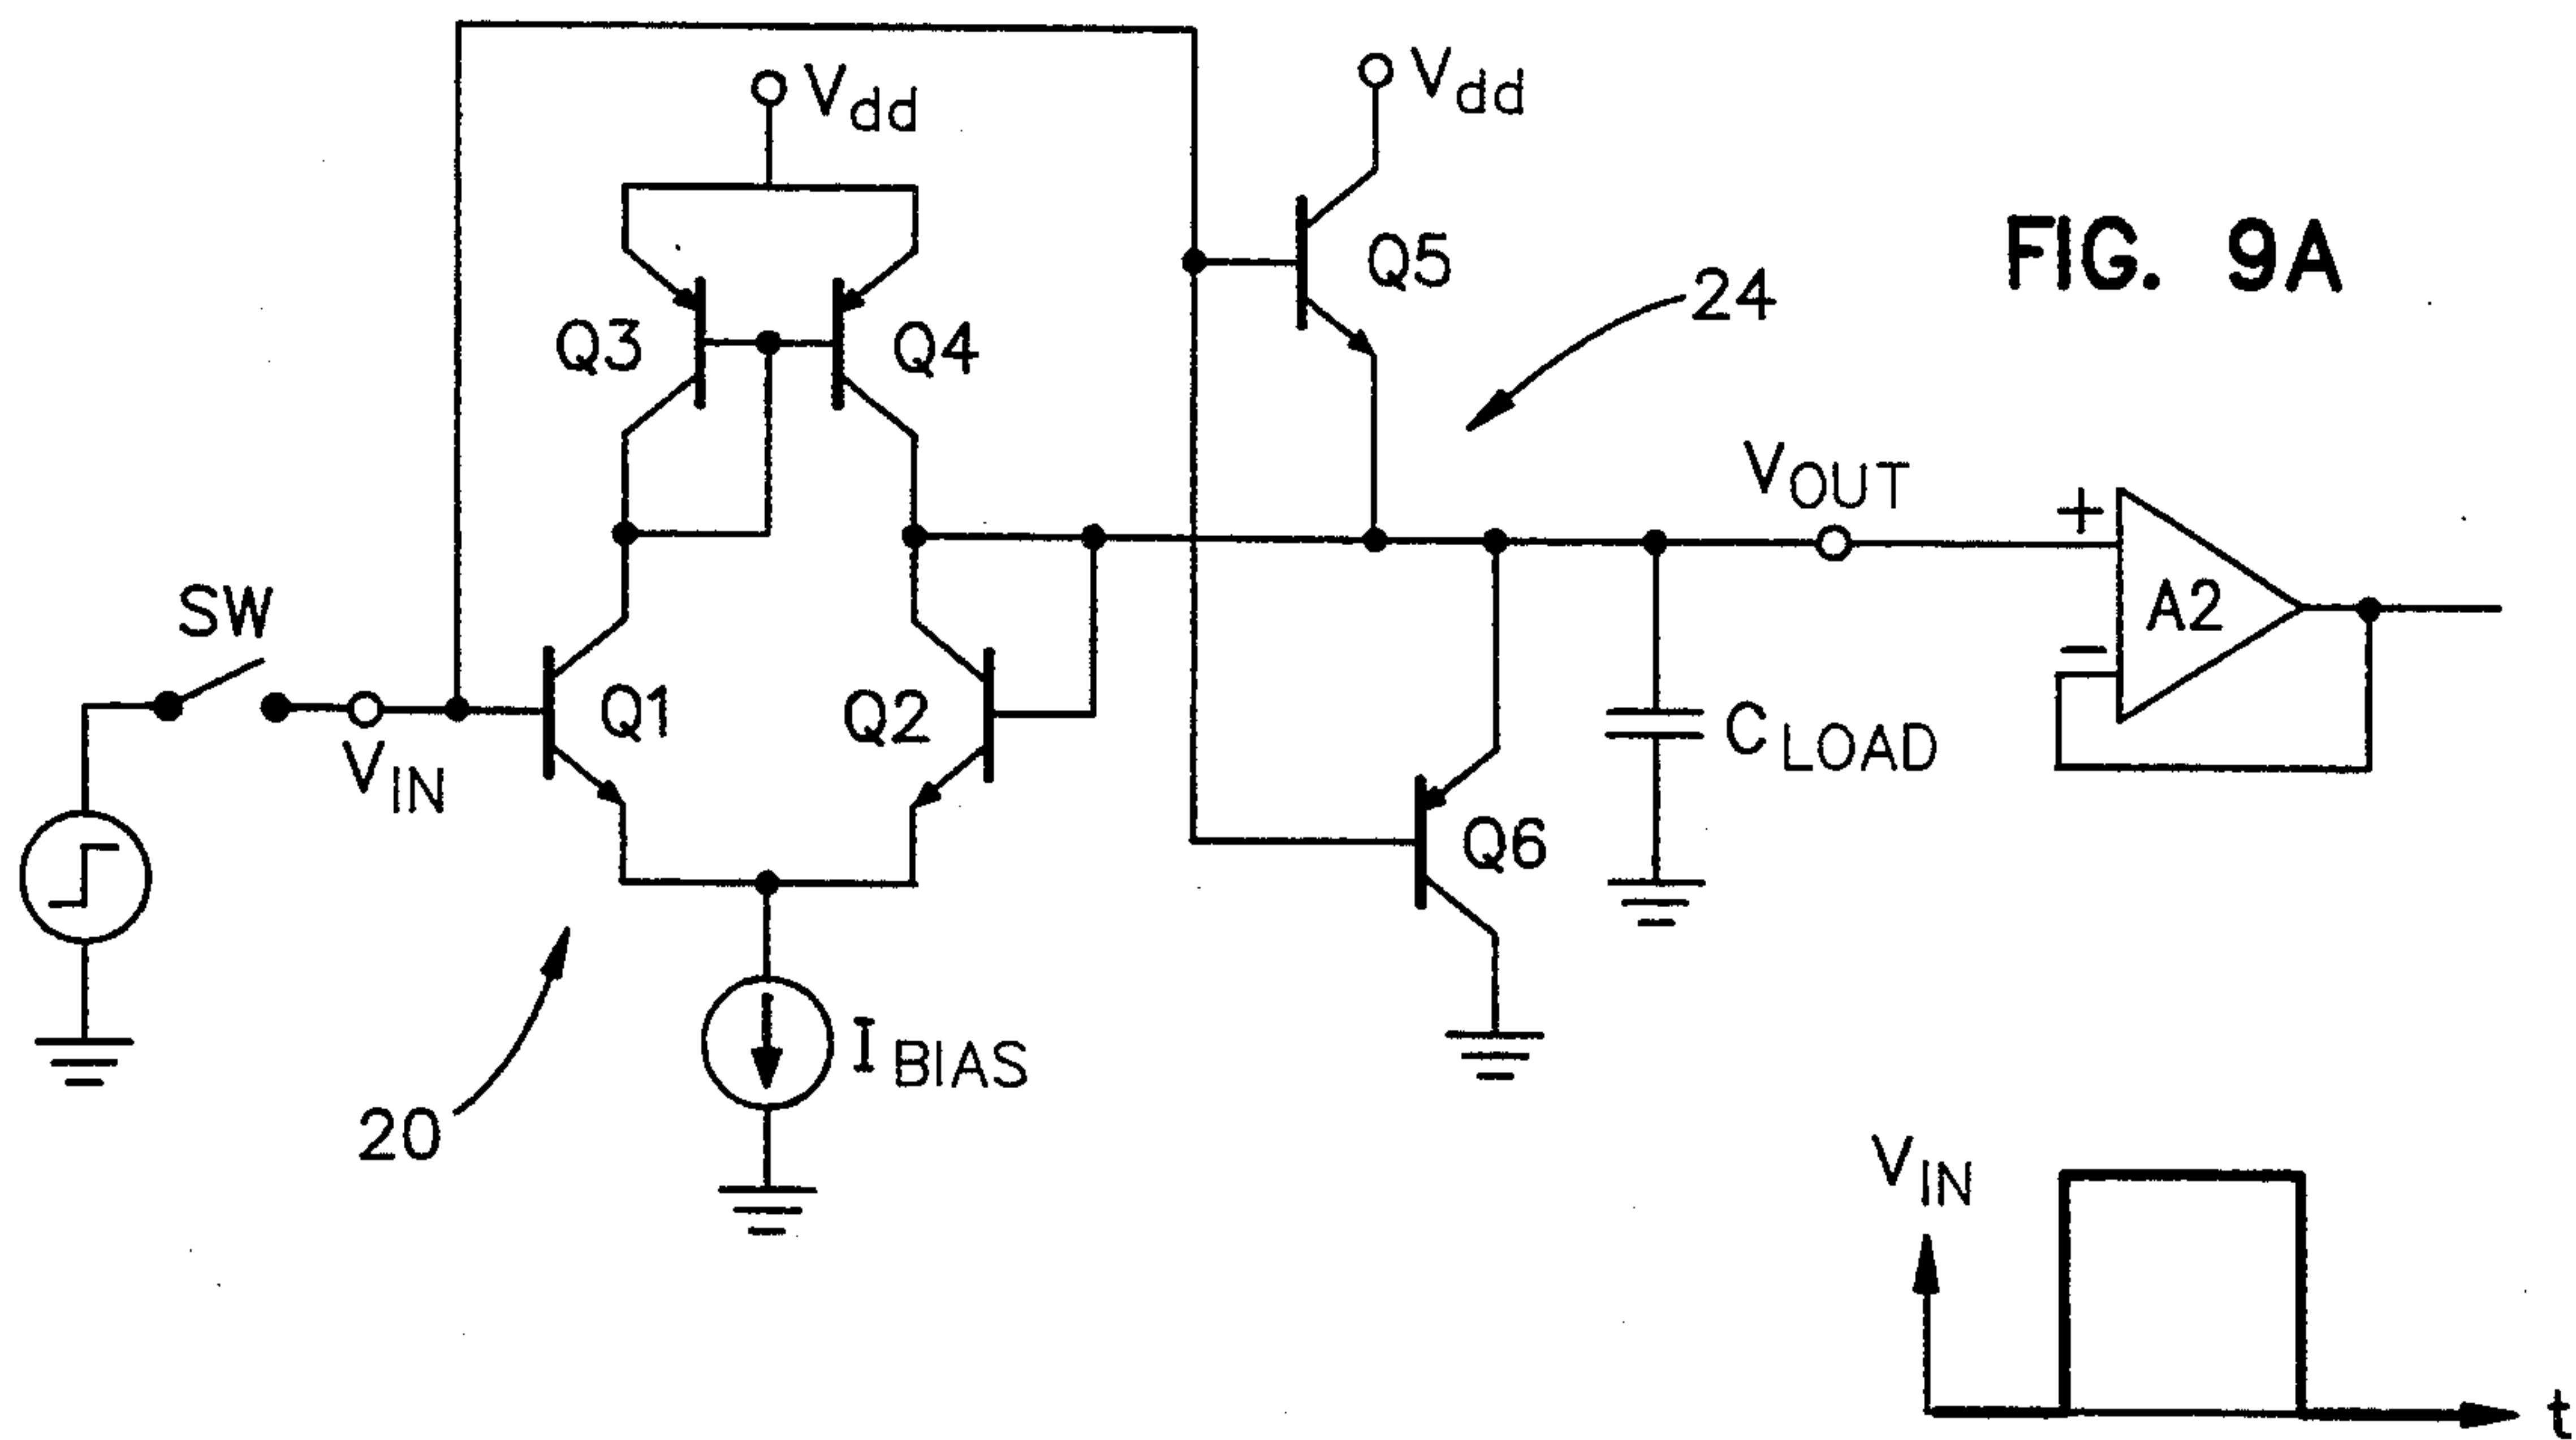 Vdd
Vdd
FIG. 9A
Q5
24
Q3
Q4
VOUT
+
SW
A2
−
Q1
Q2
CLOAD
VIN
Q6
IBIAS
20
VIN
t